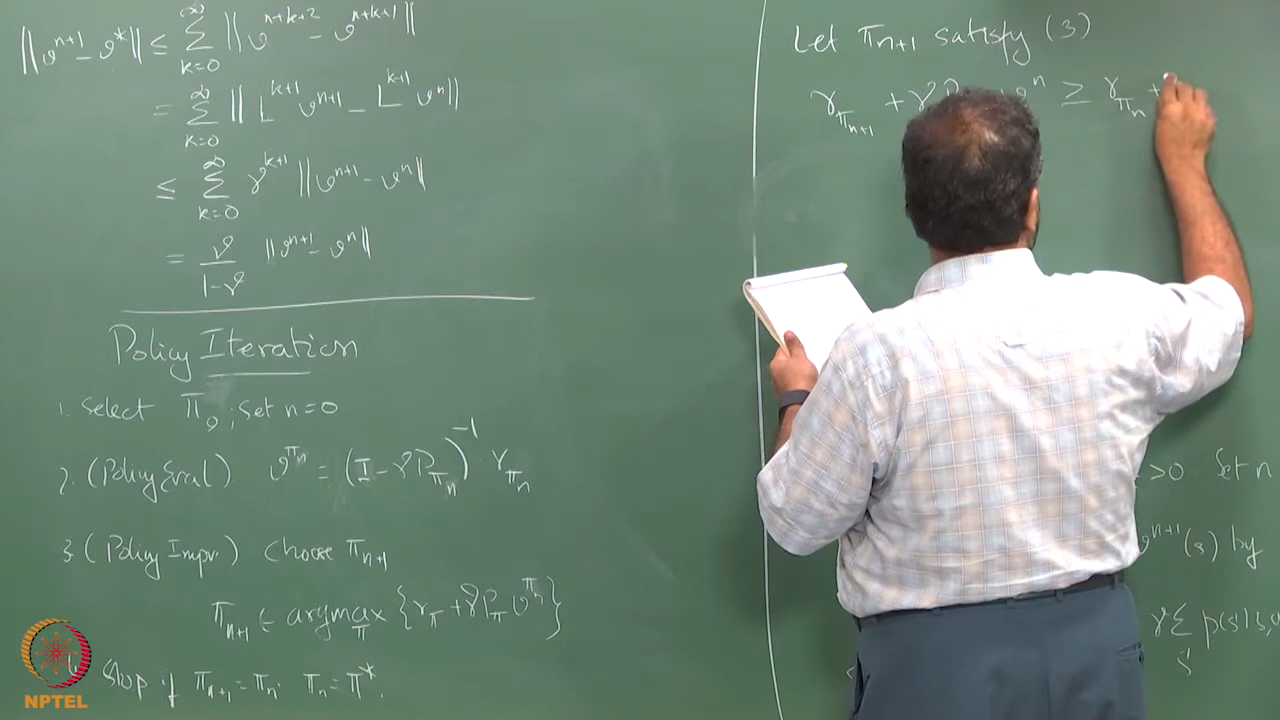 ‖v^{n+1} - v^*‖ ≤ ∑_{k=0}^{∞} ‖v^{n+k+2} - v^{n+k+1}‖
= ∑_{k=0}^{∞} ‖L^{k+1} v^{n+1} - L^{k+1} v^n‖
≤ ∑_{k=0}^{∞} γ^{k+1} ‖v^{n+1} - v^n‖
= γ/(1-γ) ‖v^{n+1} - v^n‖
Policy Iteration
1. Select π_0; Set n=0
2. (Policy Eval) v^{π_n} = (I - γP_{π_n})^{-1} r_{π_n}
3. (Policy Impr.) choose π_{n+1}
π_{n+1} ∈ argmax_π {r_π + γP_π v^{π_n}}
Stop if π_{n+1} = π_n. π_n = π^*.
Let π_{n+1} satisfy (3)
r_{π_{n+1}} + γP v^n ≥ r_{π_n} +
>0 Set n
v^{n+1}(s) by
γ∑_{s'} p(s'|s,
NPTEL